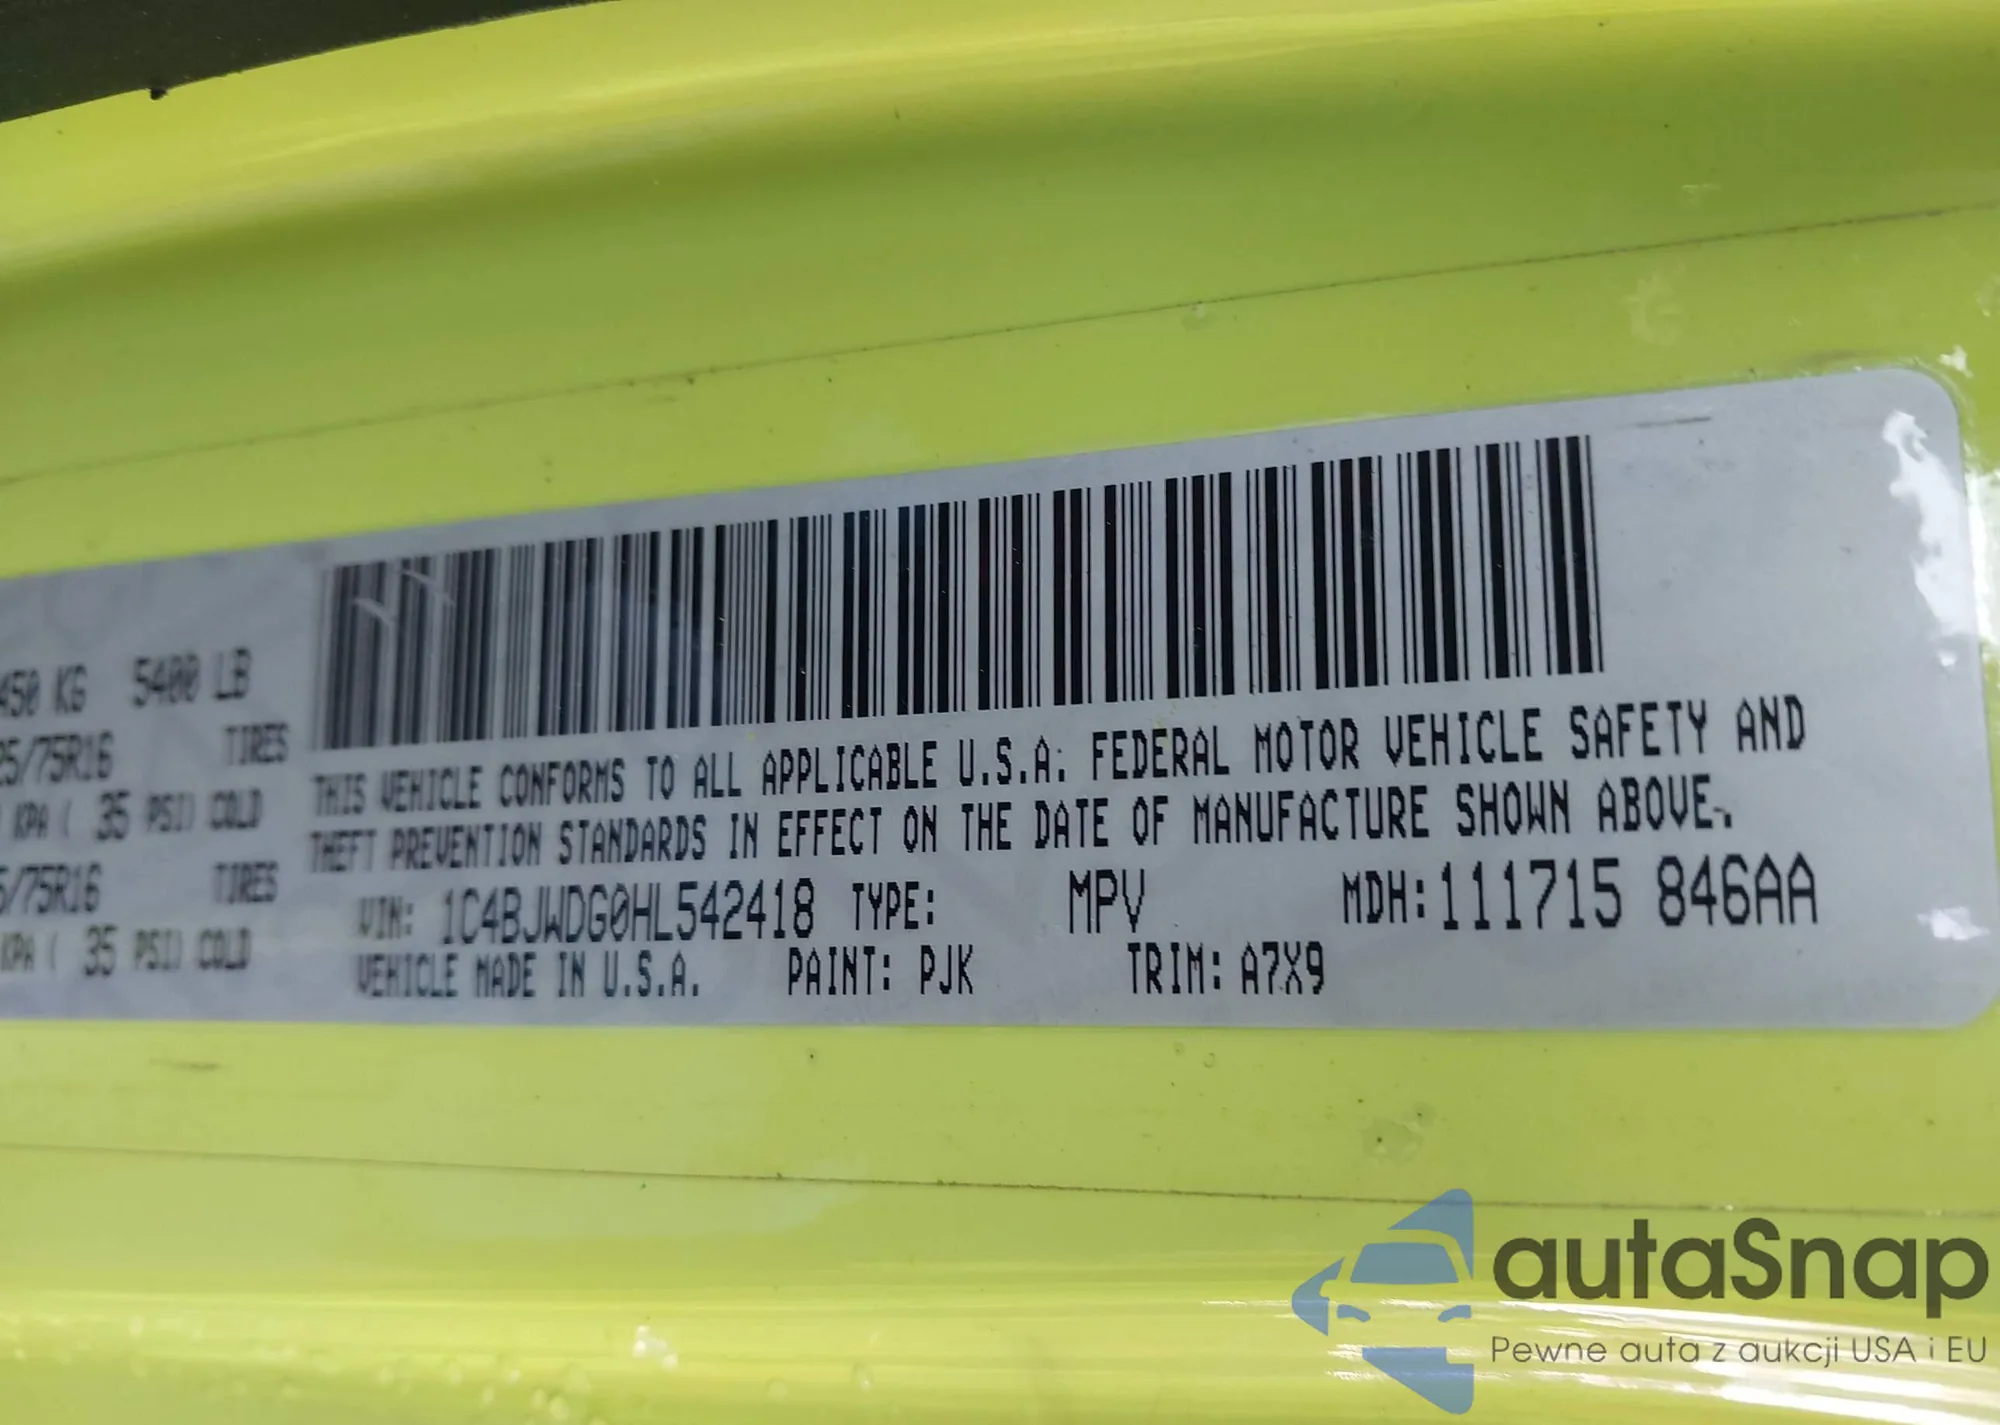 450 KG 5400 LB
25/75R16 TIRES
KPA ( 35 PSI) COLD
5/75R16 TIRES
KPA ( 35 PSI) COLD
THIS VEHICLE CONFORMS TO ALL APPLICABLE U.S.A. FEDERAL MOTOR VEHICLE SAFETY AND
THEFT PREVENTION STANDARDS IN EFFECT ON THE DATE OF MANUFACTURE SHOWN ABOVE.
VIN: 1C4BJWDG0HL542418 TYPE: MPV MDH:111715 846AA
VEHICLE MADE IN U.S.A. PAINT: PJK TRIM: A7X9
autaSnap
Pewne auta z aukcji USA i EU